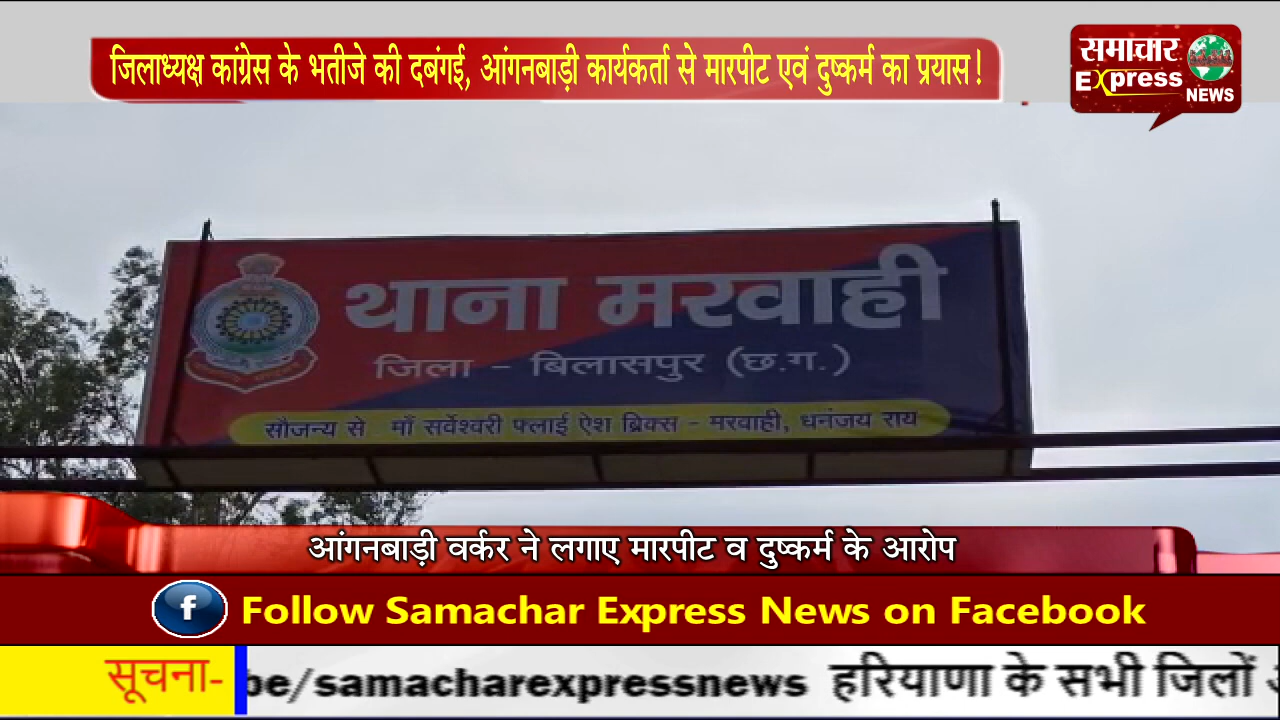 जिलाध्यक्ष कांग्रेस के भतीजे की दबंगई, आंगनबाड़ी कार्यकर्ता से मारपीट एवं दुष्कर्म का प्रयास!
समाचार
Express
NEWS
थाना मरवाही
जिला - बिलासपुर (छ.ग.)
सौजन्य से माँ सर्वेश्वरी फ्लाई ऐश ब्रिक्स - मरवाही, धनंजय राय
आंगनबाड़ी वर्कर ने लगाए मारपीट व दुष्कर्म के आरोप
f Follow Samachar Express News on Facebook
सूचना- be/samacharexpressnews हरियाणा के सभी जिलों